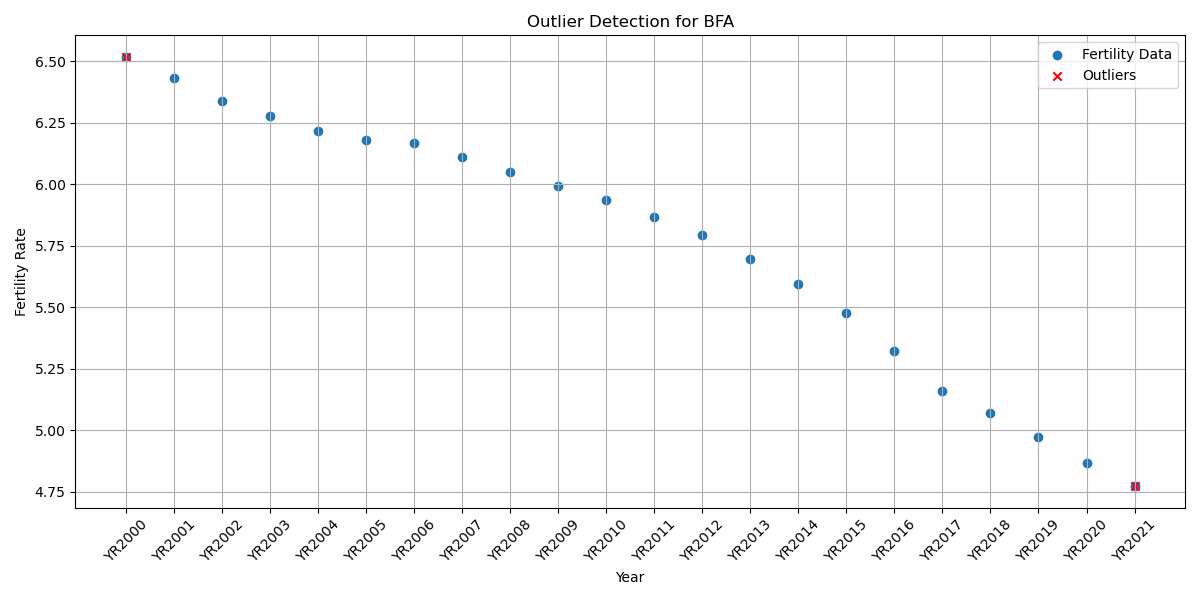 Outlier Detection for BFA
Fertility Data
Outliers
Fertility Rate
6.50
6.25
6.00
5.75
5.50
5.25
5.00
4.75
YR2000
YR2001
YR2002
YR2003
YR2004
YR2005
YR2006
YR2007
YR2008
YR2009
YR2010
YR2011
YR2012
YR2013
YR2014
YR2015
YR2016
YR2017
YR2018
YR2019
YR2020
YR2021
Year